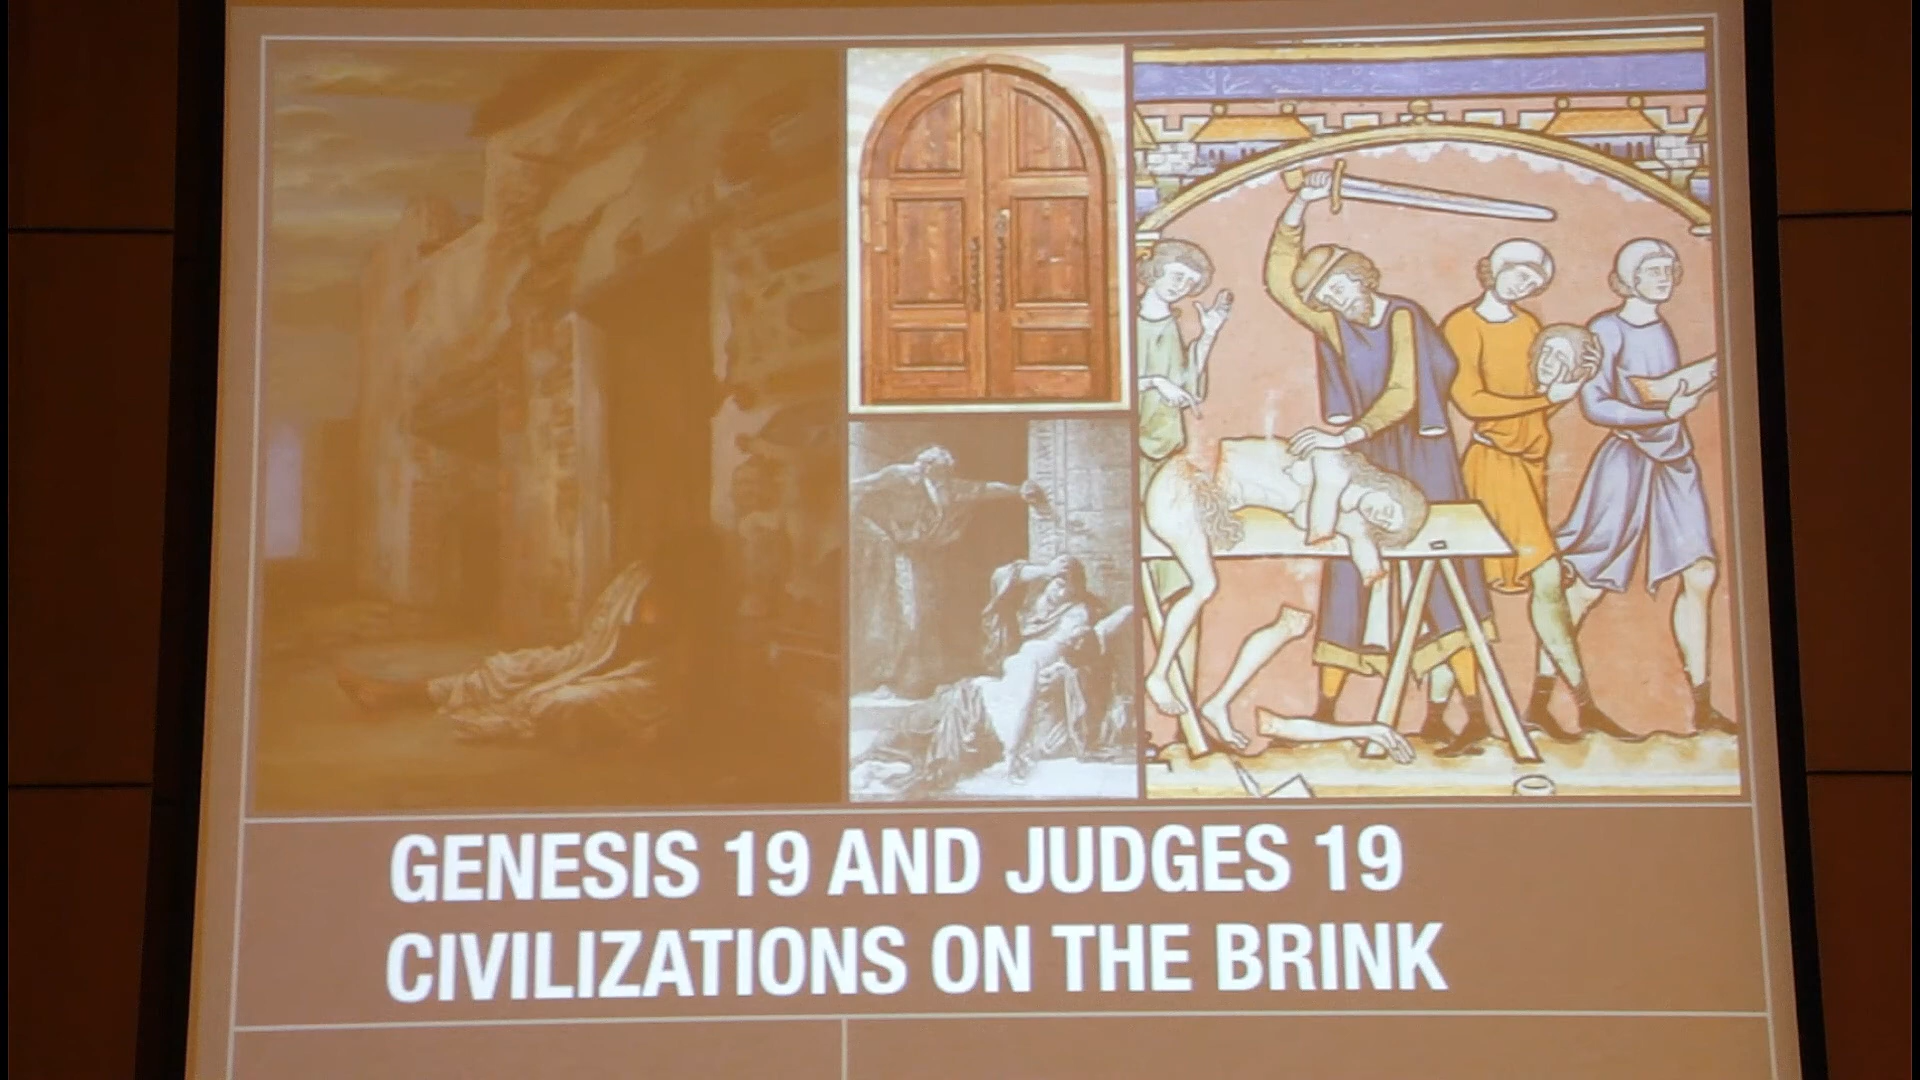 GENESIS 19 AND JUDGES 19
CIVILIZATIONS ON THE BRINK